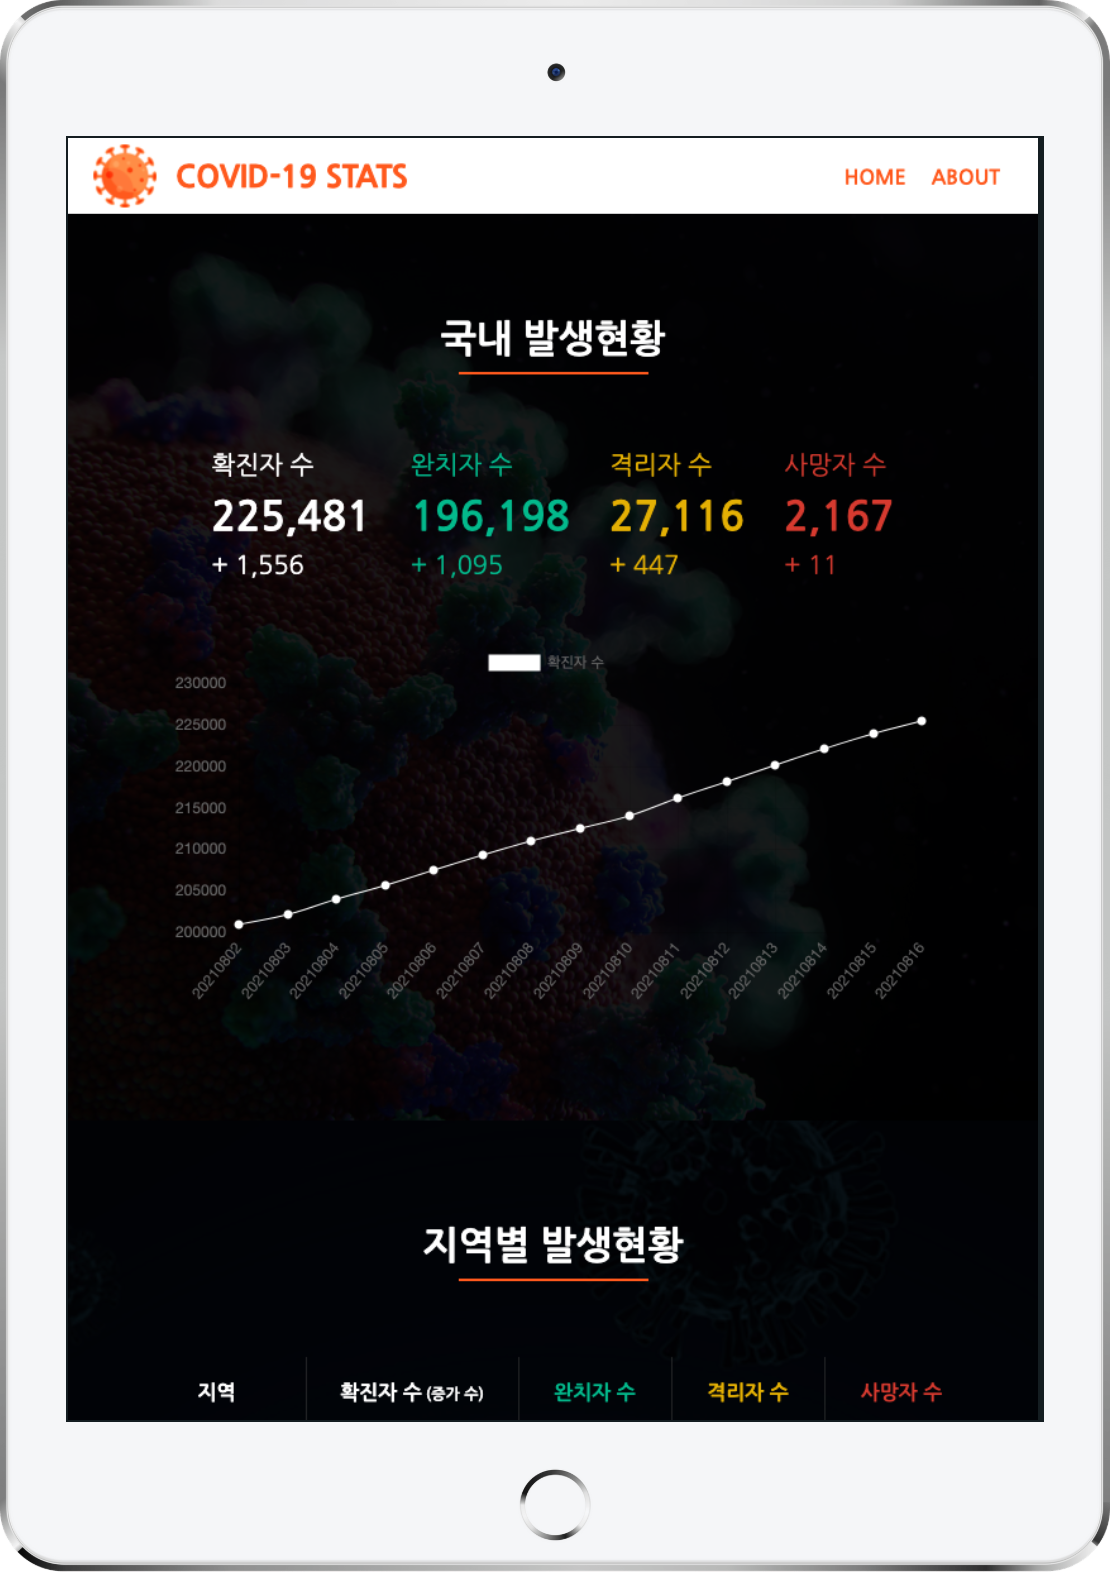 COVID-19 STATS HOME ABOUT
국내 발생현황
확진자 수 완치자 수 격리자 수 사망자 수
225,481 196,198 27,116 2,167
+ 1,556 + 1,095 + 447 + 11
확진자 수
230000
225000
220000
215000
210000
205000
200000
20210802 20210803 20210804 20210805 20210806 20210807 20210808 20210809 20210810 20210811 20210812 20210813 20210814 20210815 20210816
지역별 발생현황
지역 확진자 수 (증가 수) 완치자 수 격리자 수 사망자 수